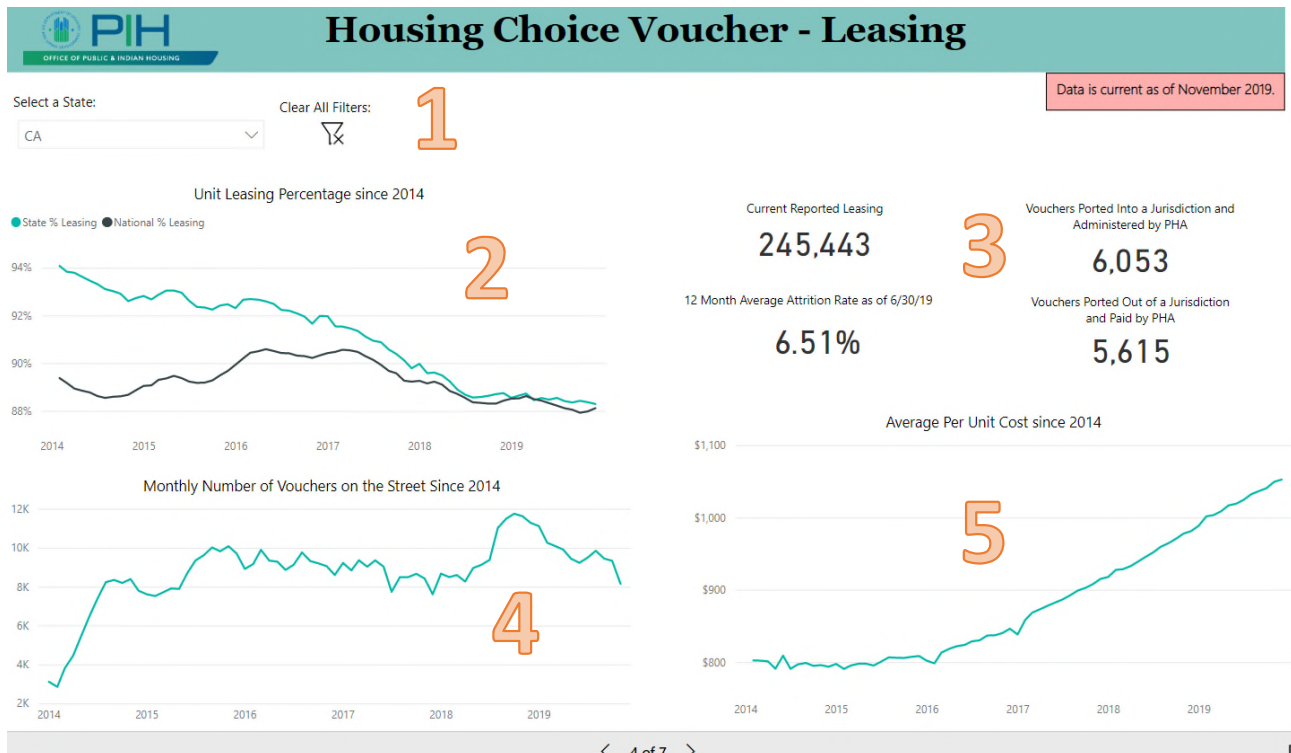 PIH
OFFICE OF PUBLIC & INDIAN HOUSING
Housing Choice Voucher - Leasing
Data is current as of November 2019.
Select a State:
CA
Clear All Filters:
1
Unit Leasing Percentage since 2014
State % Leasing National % Leasing
2
94%
92%
90%
88%
2014 2015 2016 2017 2018 2019
Current Reported Leasing
245,443
3
Vouchers Ported Into a Jurisdiction and
Administered by PHA
6,053
12 Month Average Attrition Rate as of 6/30/19
6.51%
Vouchers Ported Out of a Jurisdiction
and Paid by PHA
5,615
Monthly Number of Vouchers on the Street Since 2014
12K
10K
8K
6K
4K
2K
4
2014 2015 2016 2017 2018 2019
Average Per Unit Cost since 2014
$1,100
$1,000
$900
$800
5
2014 2015 2016 2017 2018 2019
4 of 7